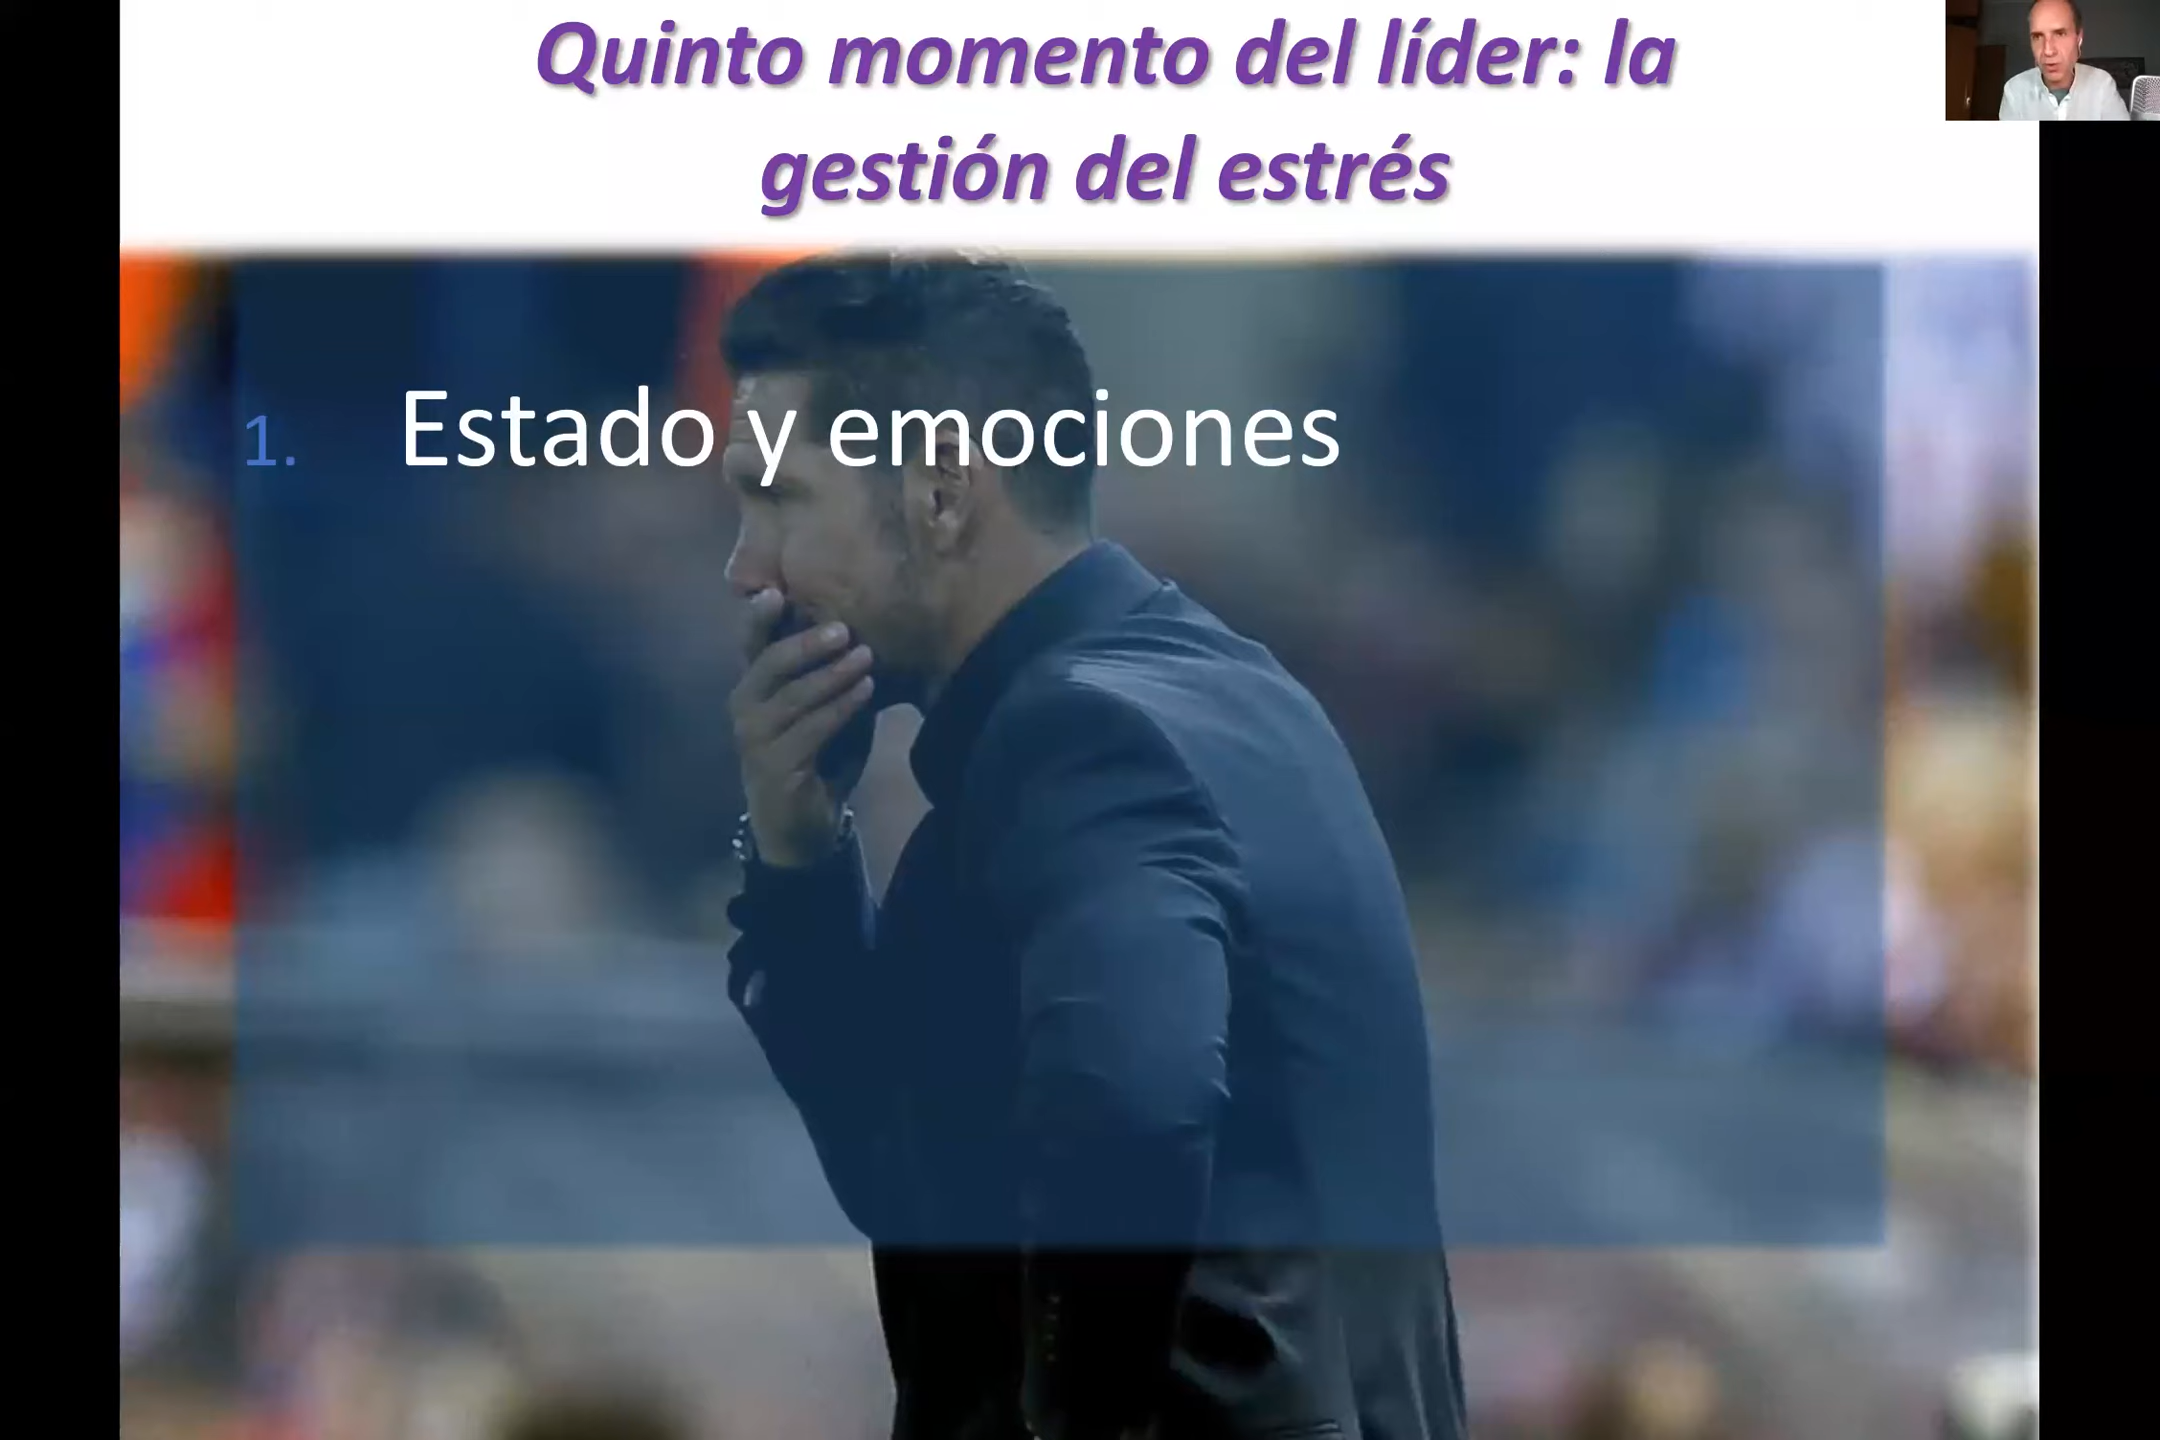 Quinto momento del líder: la
gestión del estrés
1. Estado y emociones